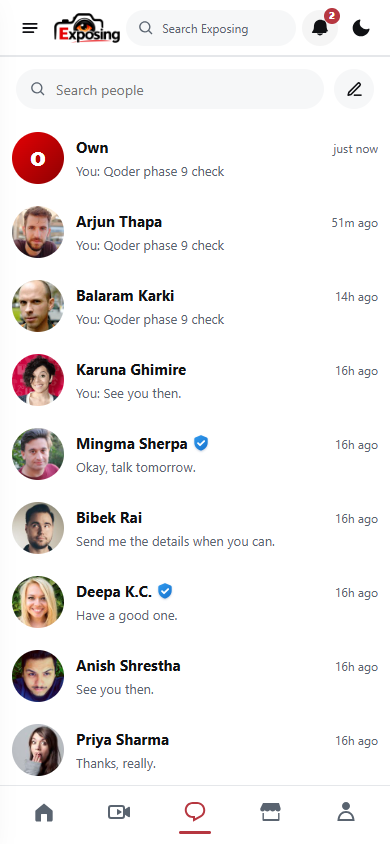 Exposing
Search Exposing
2
Search people
O
Own
just now
You: Qoder phase 9 check
Arjun Thapa
51m ago
You: Qoder phase 9 check
Balaram Karki
14h ago
You: Qoder phase 9 check
Karuna Ghimire
16h ago
You: See you then.
Mingma Sherpa
16h ago
Okay, talk tomorrow.
Bibek Rai
16h ago
Send me the details when you can.
Deepa K.C.
16h ago
Have a good one.
Anish Shrestha
16h ago
See you then.
Priya Sharma
16h ago
Thanks, really.